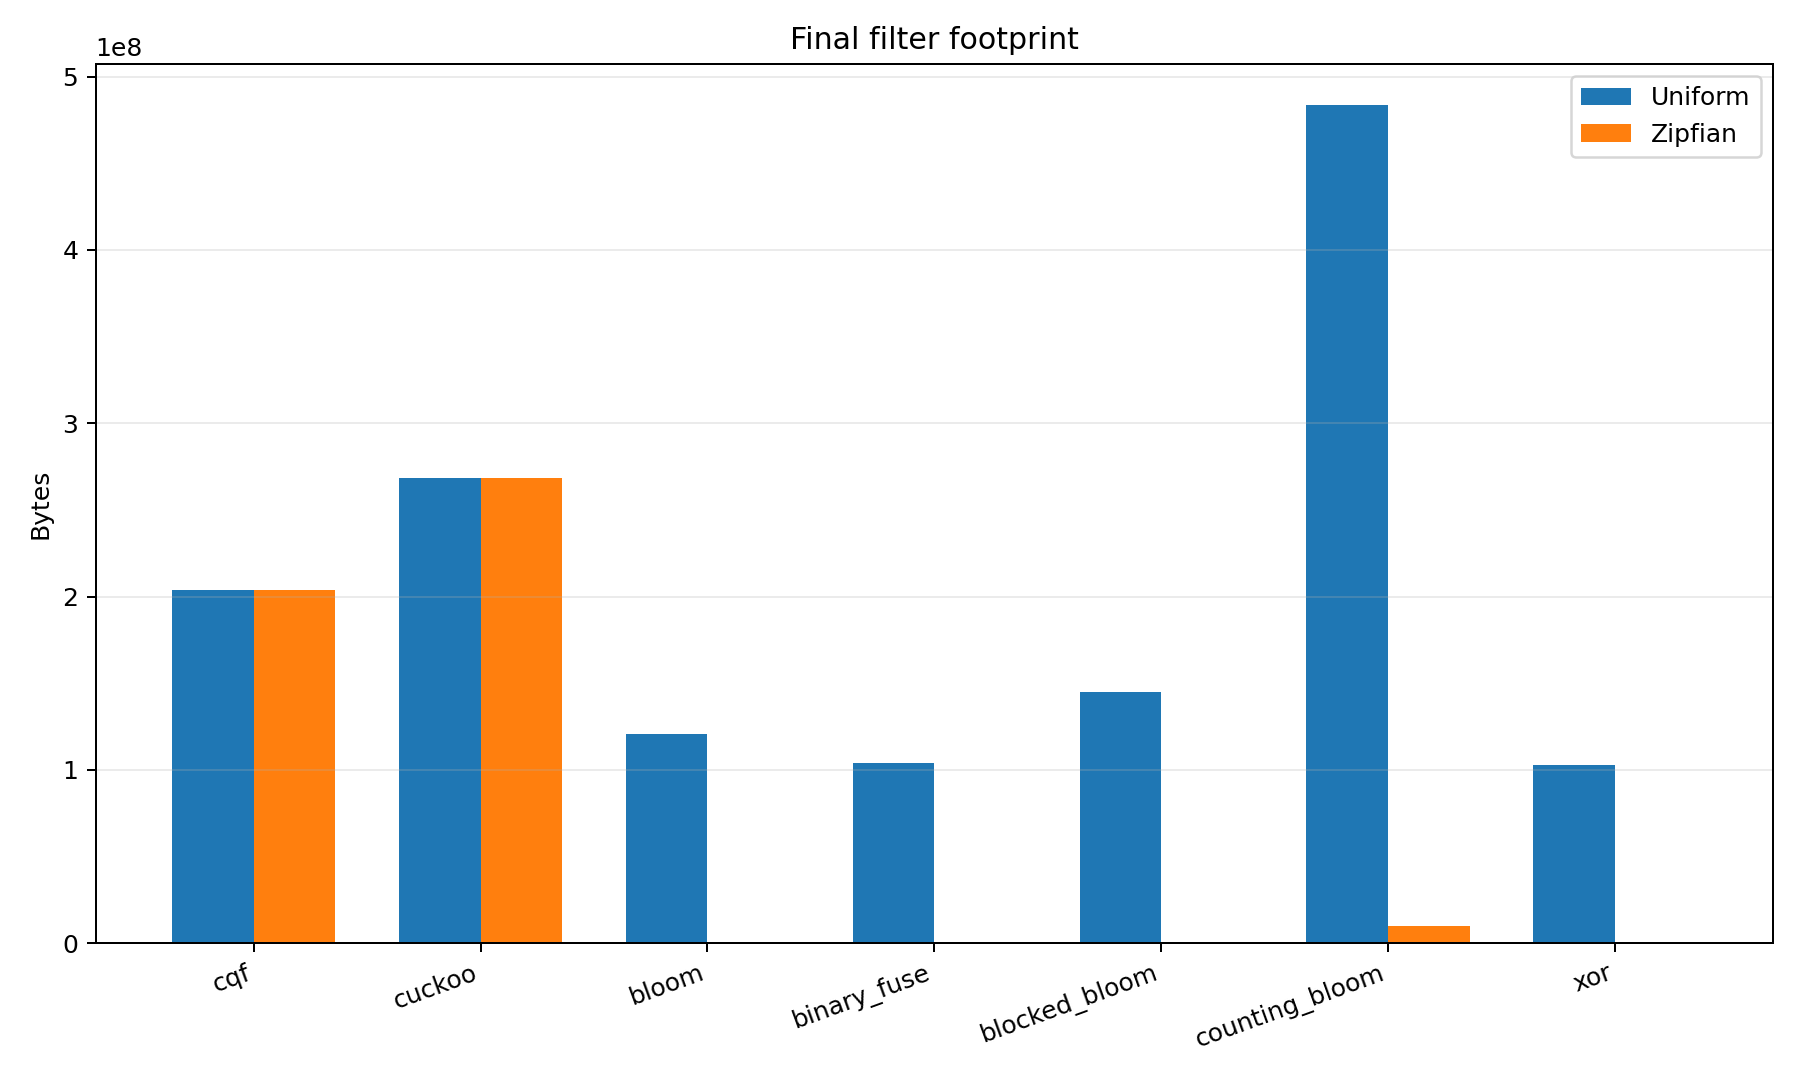 Final filter footprint
1e8
5
4
3
2
1
0
Bytes
Uniform
Zipfian
cqf
cuckoo
bloom
binary_fuse
blocked_bloom
counting_bloom
xor